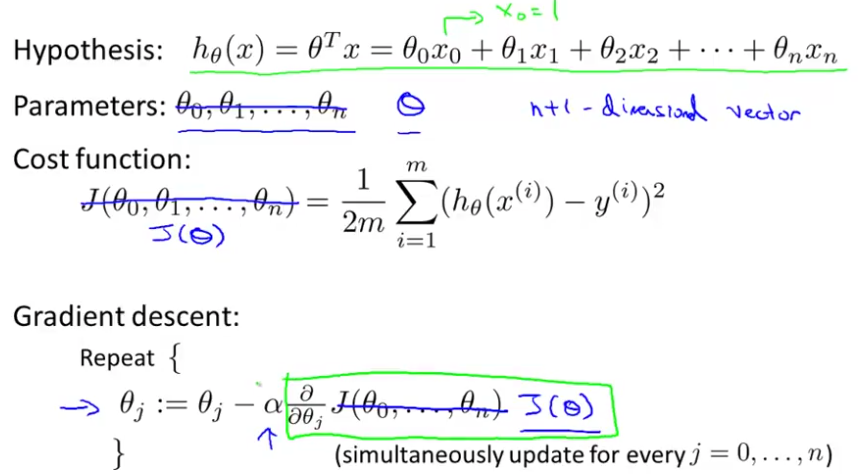 x₀ = 1
Hypothesis: h_θ(x) = θᵀx = θ₀x₀ + θ₁x₁ + θ₂x₂ + ··· + θₙxₙ
Parameters: θ₀, θ₁, . . . , θₙ θ n+1 - dimensional vector
Cost function:
J(θ₀, θ₁, . . . , θₙ) = 1/2m ∑_{i=1}^{m} (h_θ(x⁽ⁱ⁾) − y⁽ⁱ⁾)²
J(θ)
Gradient descent:
Repeat {
→ θⱼ := θⱼ − α ∂/∂θⱼ J(θ₀, . . . , θₙ) J(θ)
} (simultaneously update for every j = 0, . . . , n)